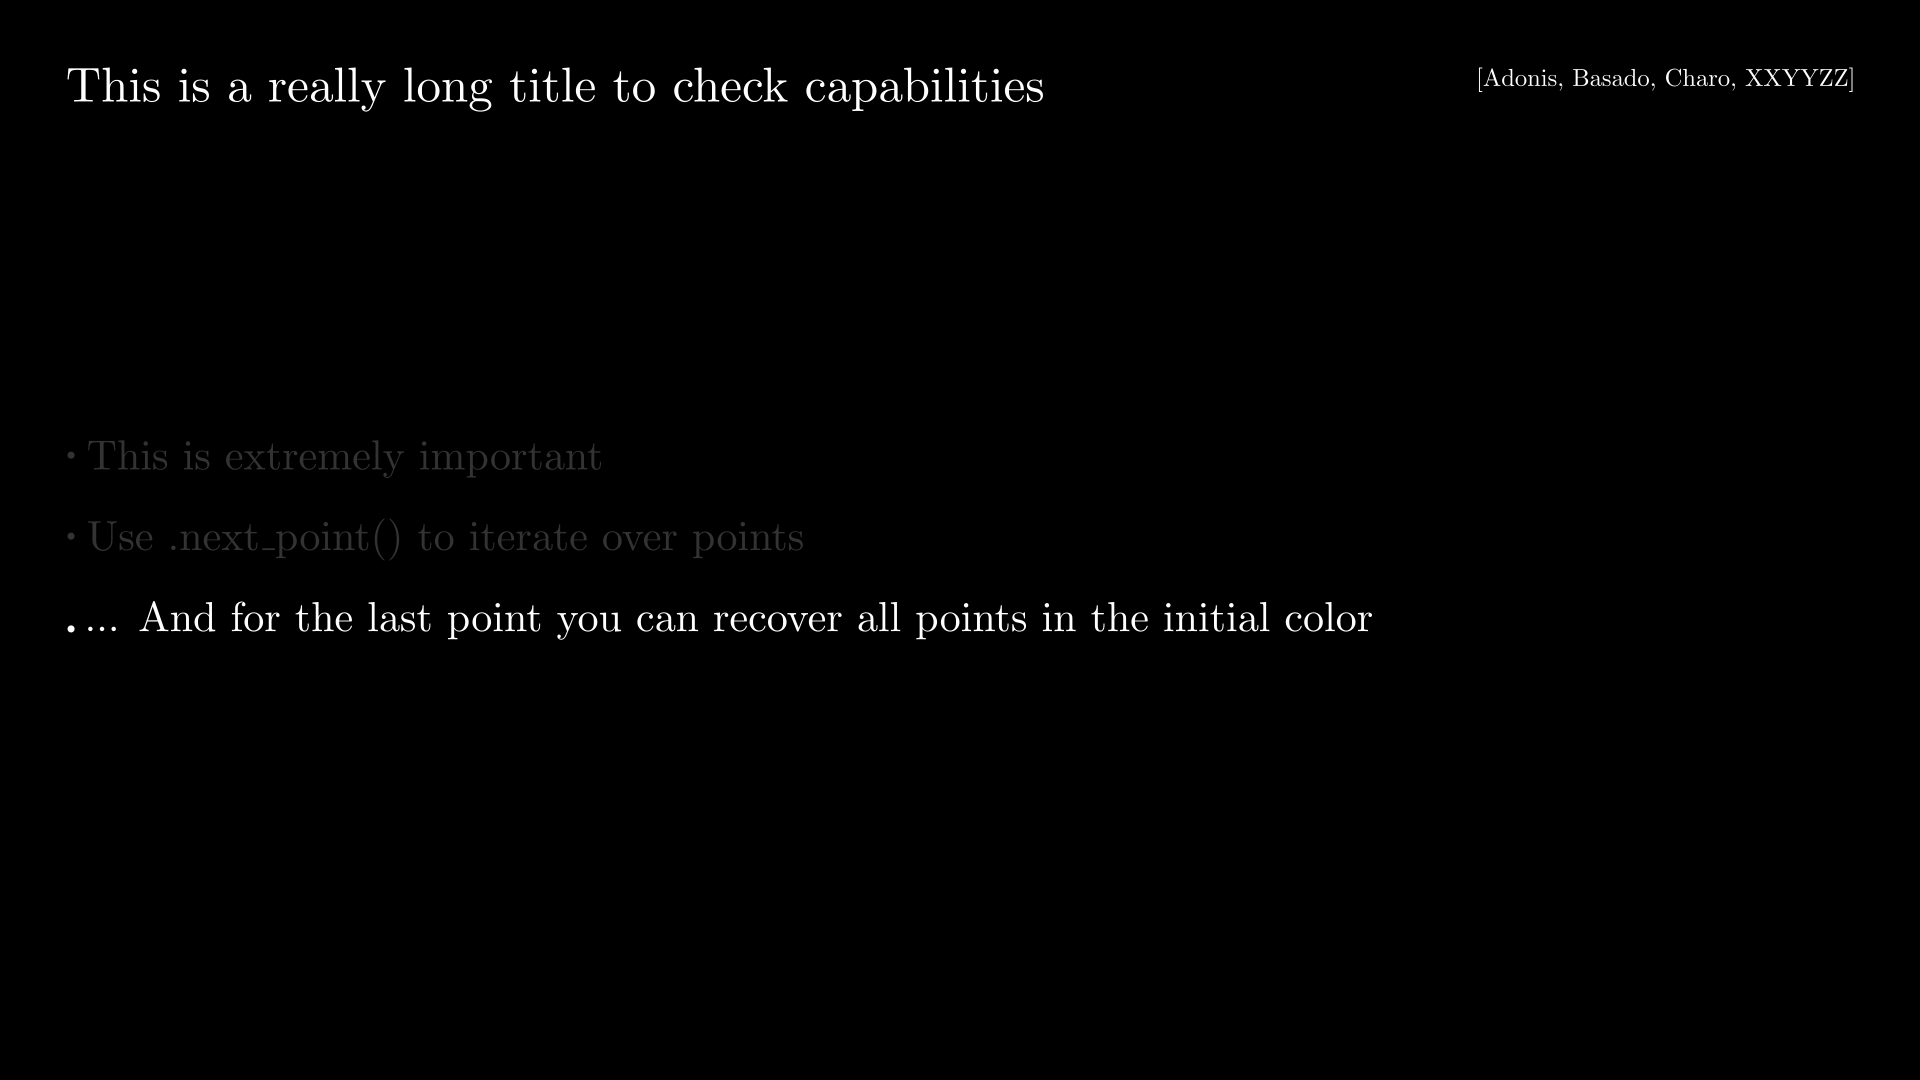 This is a really long title to check capabilities
[Adonis, Basado, Charo, XXYYZZ]
· This is extremely important
· Use .next_point() to iterate over points
. ... And for the last point you can recover all points in the initial color